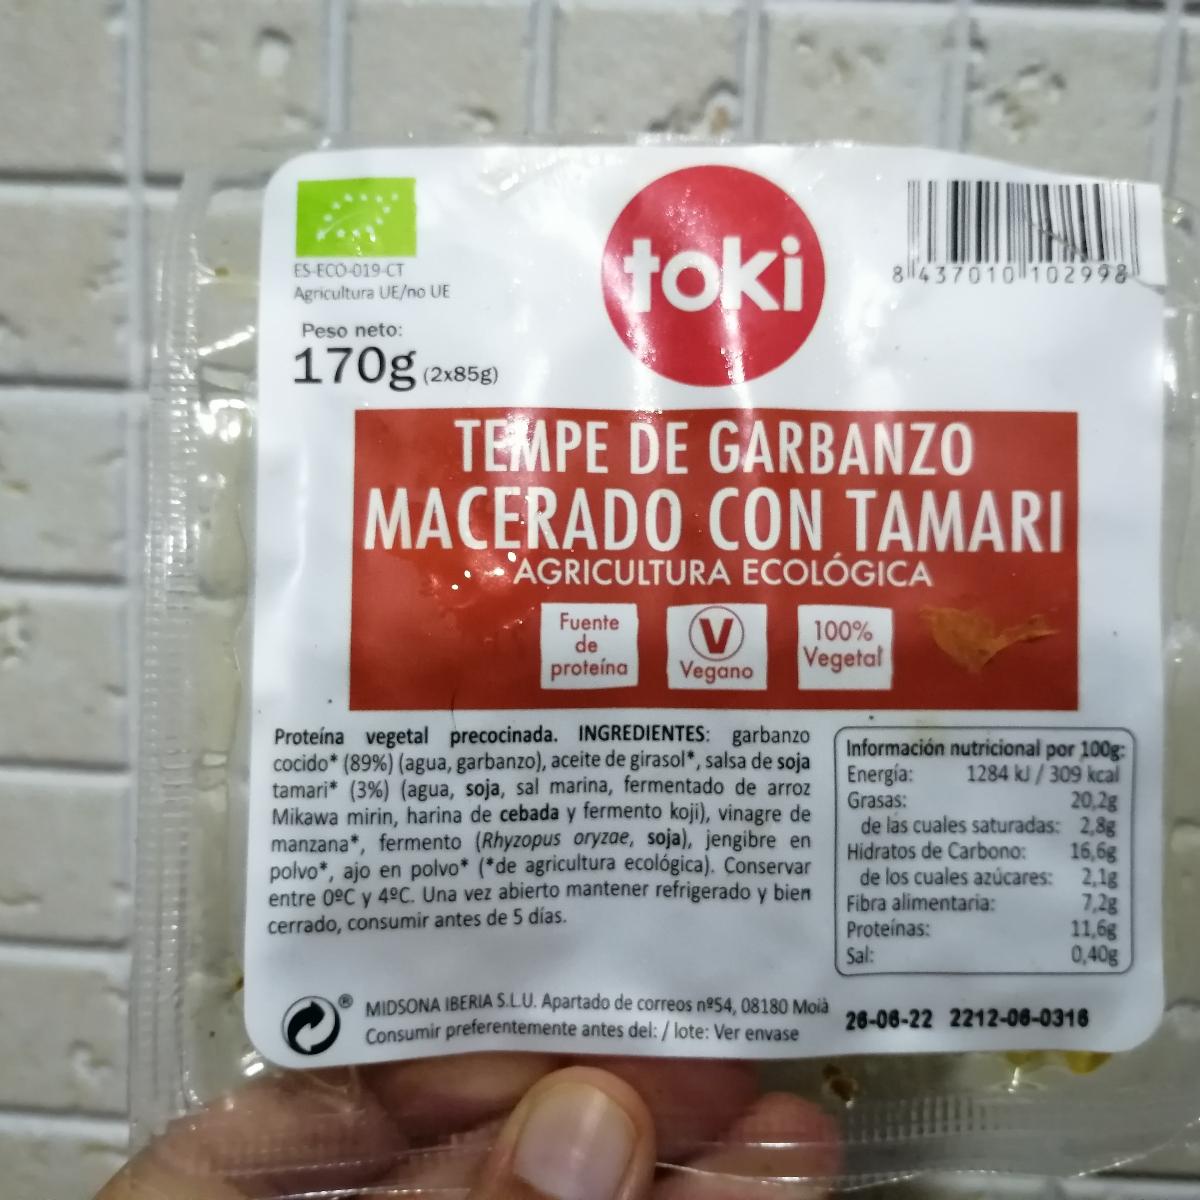 ES-ECO-019-CT
Agricultura UE/no UE
Peso neto:
170g (2x85g)
toki
8 437010 102998
TEMPE DE GARBANZO
MACERADO CON TAMARI
AGRICULTURA ECOLÓGICA
Fuente
de
proteína
V
Vegano
100%
Vegetal
Proteína vegetal precocinada. INGREDIENTES: garbanzo
cocido* (89%) (agua, garbanzo), aceite de girasol*, salsa de soja
tamari* (3%) (agua, soja, sal marina, fermentado de arroz
Mikawa mirin, harina de cebada y fermento koji), vinagre de
manzana*, fermento (Rhyzopus oryzae, soja), jengibre en
polvo*, ajo en polvo* (*de agricultura ecológica). Conservar
entre 0ºC y 4ºC. Una vez abierto mantener refrigerado y bien
cerrado, consumir antes de 5 días.
Información nutricional por 100g:
Energía: 1284 kJ / 309 kcal
Grasas: 20,2g
de las cuales saturadas: 2,8g
Hidratos de Carbono: 16,6g
de los cuales azúcares: 2,1g
Fibra alimentaria: 7,2g
Proteínas: 11,6g
Sal: 0,40g
® MIDSONA IBERIA S.L.U. Apartado de correos nº54, 08180 Moià
Consumir preferentemente antes del: / lote: Ver envase
26-06-22 2212-06-0316